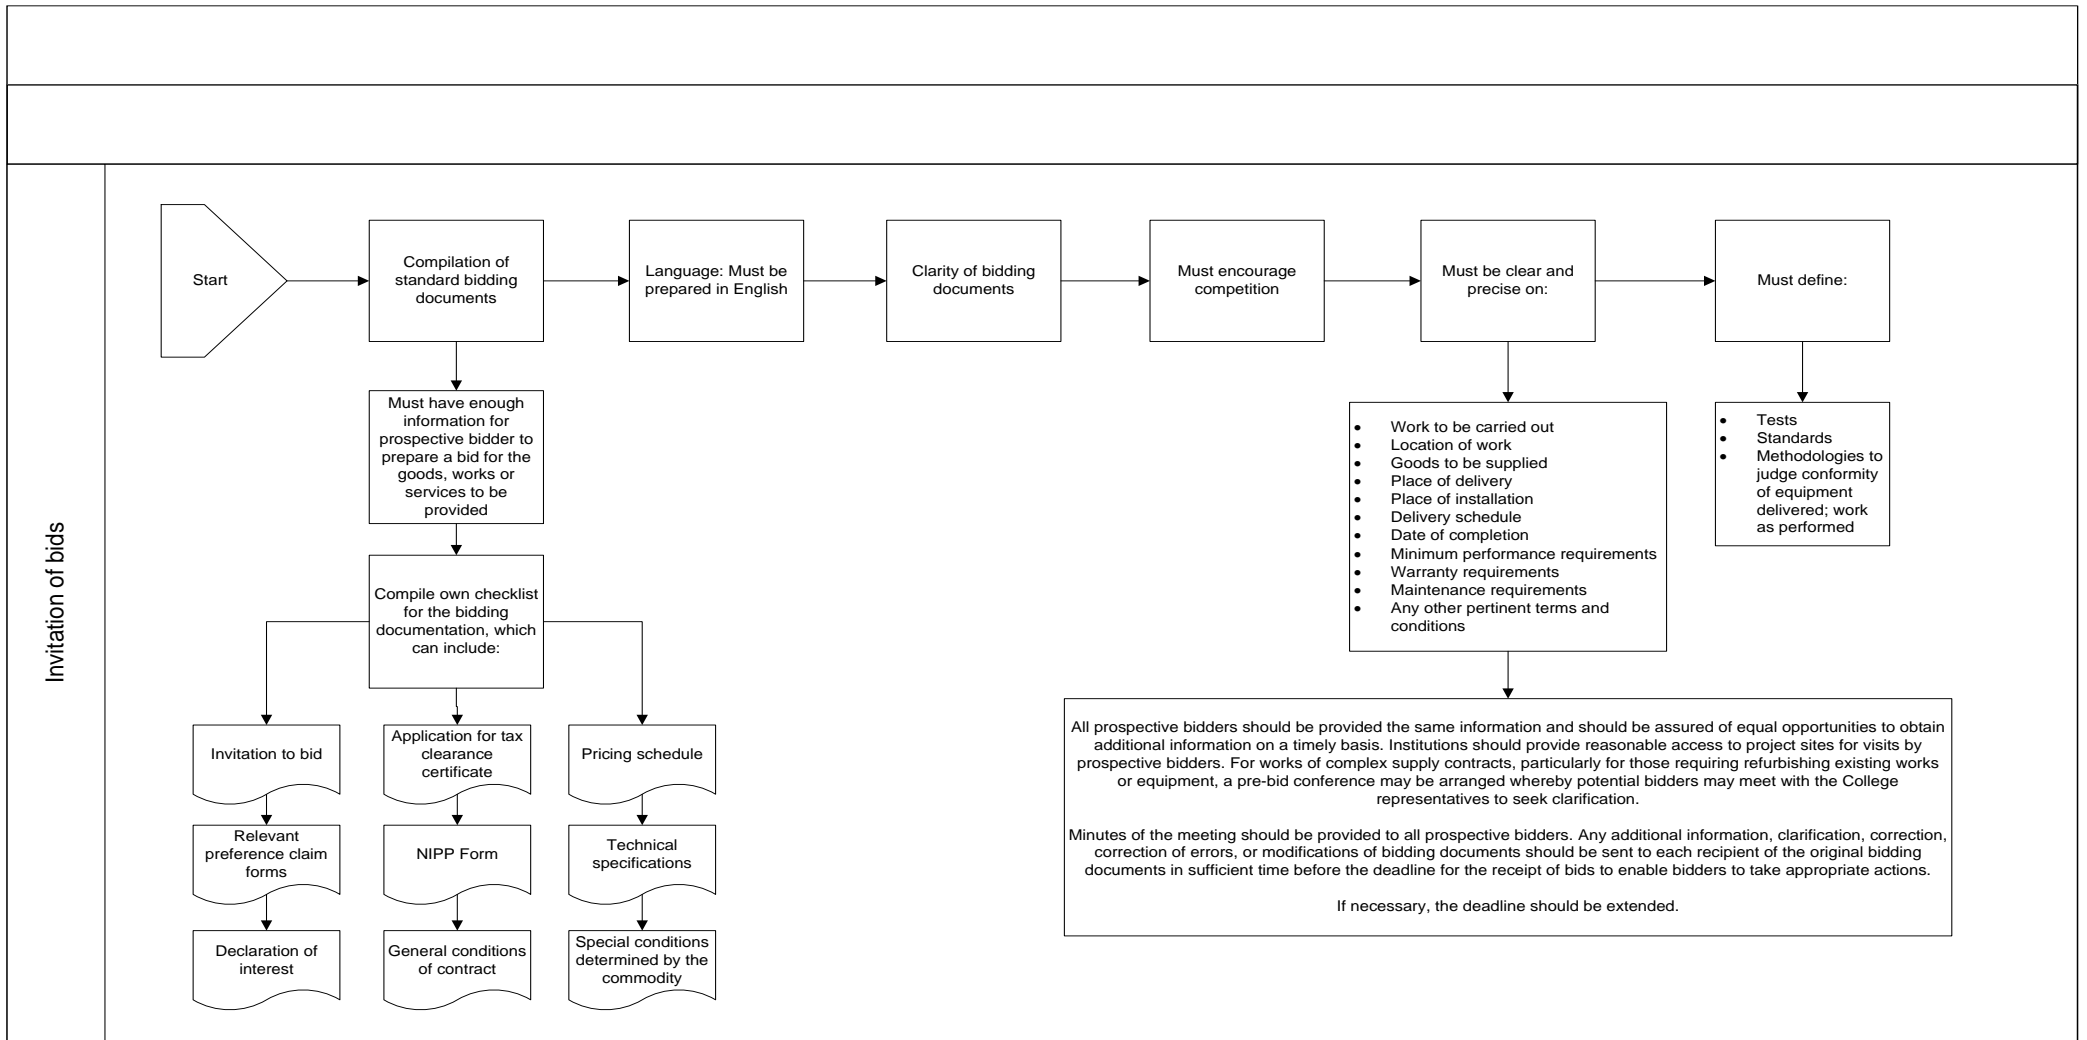 Invitation of bids
Start
Compilation of
standard bidding
documents
Language: Must be
prepared in English
Clarity of bidding
documents
Must encourage
competition
Must be clear and
precise on:
Must define:
Must have enough
information for
prospective bidder to
prepare a bid for the
goods, works or
services to be
provided
Compile own checklist
for the bidding
documentation, which
can include:
Invitation to bid
Application for tax
clearance
certificate
Pricing schedule
Relevant
preference claim
forms
NIPP Form
Technical
specifications
Declaration of
interest
General conditions
of contract
Special conditions
determined by the
commodity
• Work to be carried out
• Location of work
• Goods to be supplied
• Place of delivery
• Place of installation
• Delivery schedule
• Date of completion
• Minimum performance requirements
• Warranty requirements
• Maintenance requirements
• Any other pertinent terms and
conditions
• Tests
• Standards
• Methodologies to
judge conformity
of equipment
delivered; work
as performed
All prospective bidders should be provided the same information and should be assured of equal opportunities to obtain
additional information on a timely basis. Institutions should provide reasonable access to project sites for visits by
prospective bidders. For works of complex supply contracts, particularly for those requiring refurbishing existing works
or equipment, a pre-bid conference may be arranged whereby potential bidders may meet with the College
representatives to seek clarification.
Minutes of the meeting should be provided to all prospective bidders. Any additional information, clarification, correction,
correction of errors, or modifications of bidding documents should be sent to each recipient of the original bidding
documents in sufficient time before the deadline for the receipt of bids to enable bidders to take appropriate actions.
If necessary, the deadline should be extended.